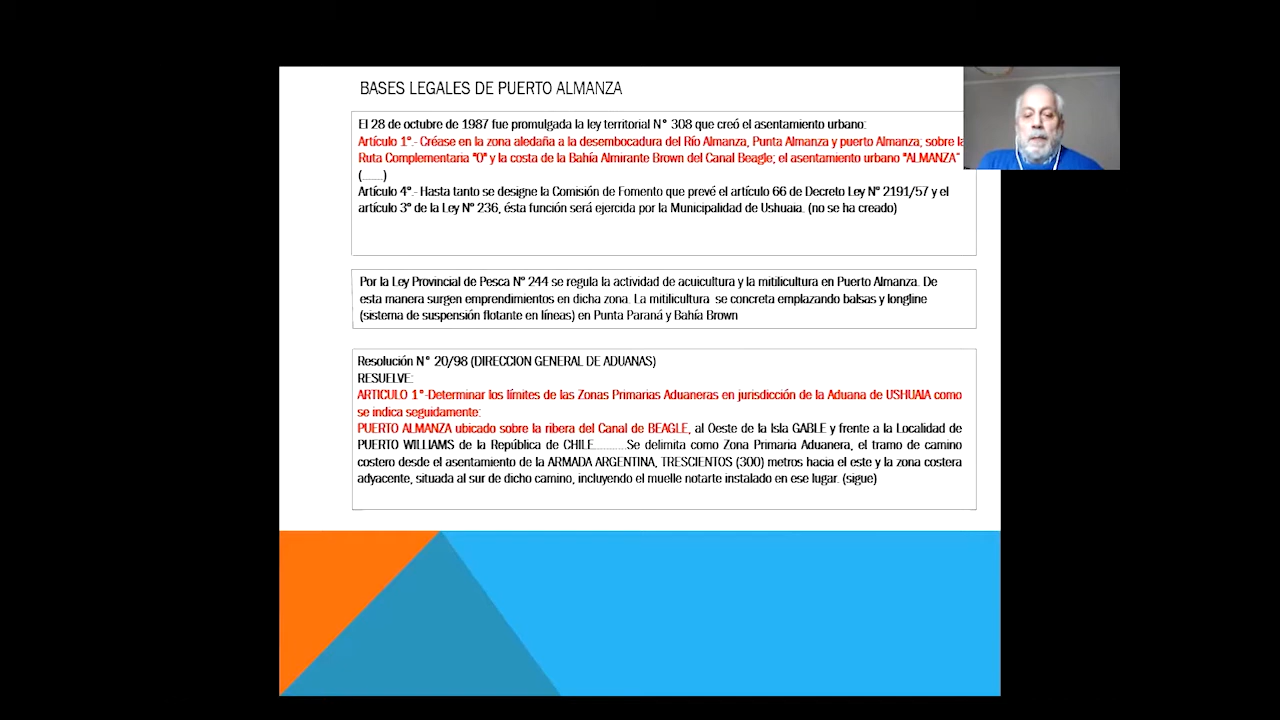 BASES LEGALES DE PUERTO ALMANZA
El 28 de octubre de 1987 fue promulgada la ley territorial N° 308 que creó el asentamiento urbano:
Artículo 1°.- Créase en la zona aledaña a la desembocadura del Río Almanza, Punta Almanza y puerto Almanza; sobre la
Ruta Complementaria "0" y la costa de la Bahía Almirante Brown del Canal Beagle; el asentamiento urbano "ALMANZA"
(........)
Artículo 4°.- Hasta tanto se designe la Comisión de Fomento que prevé el artículo 66 de Decreto Ley N° 2191/57 y el
artículo 3° de la Ley N° 236, ésta función será ejercida por la Municipalidad de Ushuaia. (no se ha creado)
Por la Ley Provincial de Pesca N° 244 se regula la actividad de acuicultura y la mitilicultura en Puerto Almanza. De
esta manera surgen emprendimientos en dicha zona. La mitilicultura se concreta emplazando balsas y longline
(sistema de suspensión flotante en líneas) en Punta Paraná y Bahía Brown
Resolución N° 20/98 (DIRECCION GENERAL DE ADUANAS)
RESUELVE:
ARTICULO 1°-Determinar los límites de las Zonas Primarias Aduaneras en jurisdicción de la Aduana de USHUAIA como
se indica seguidamente:
PUERTO ALMANZA ubicado sobre la ribera del Canal de BEAGLE, al Oeste de la Isla GABLE y frente a la Localidad de
PUERTO WILLIAMS de la República de CHILE...........Se delimita como Zona Primaria Aduanera, el tramo de camino
costero desde el asentamiento de la ARMADA ARGENTINA, TRESCIENTOS (300) metros hacia el este y la zona costera
adyacente, situada al sur de dicho camino, incluyendo el muelle notarte instalado en ese lugar. (sigue)